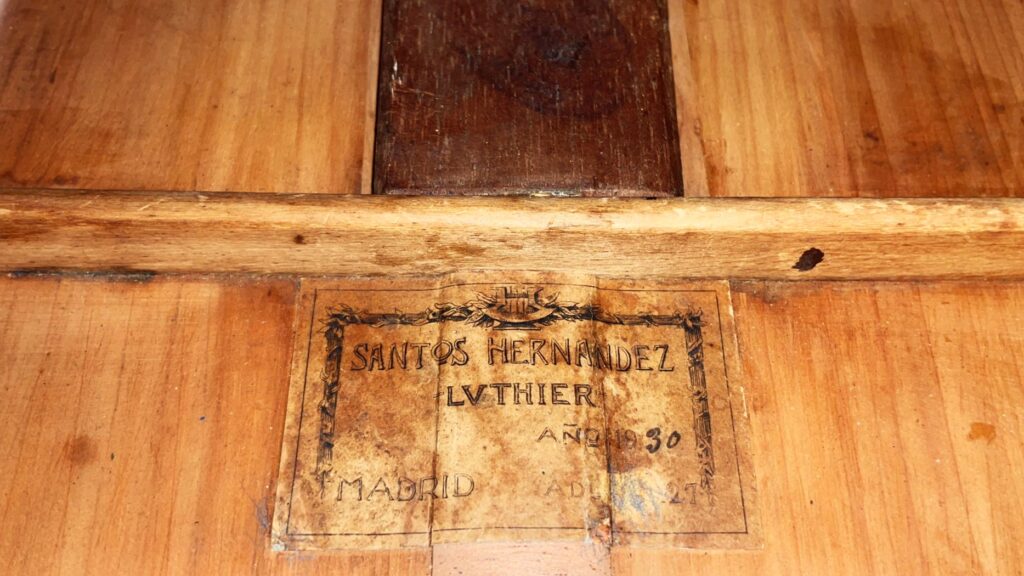 SANTOS HERNANDEZ
LVTHIER
AÑO 1930
MADRID 27